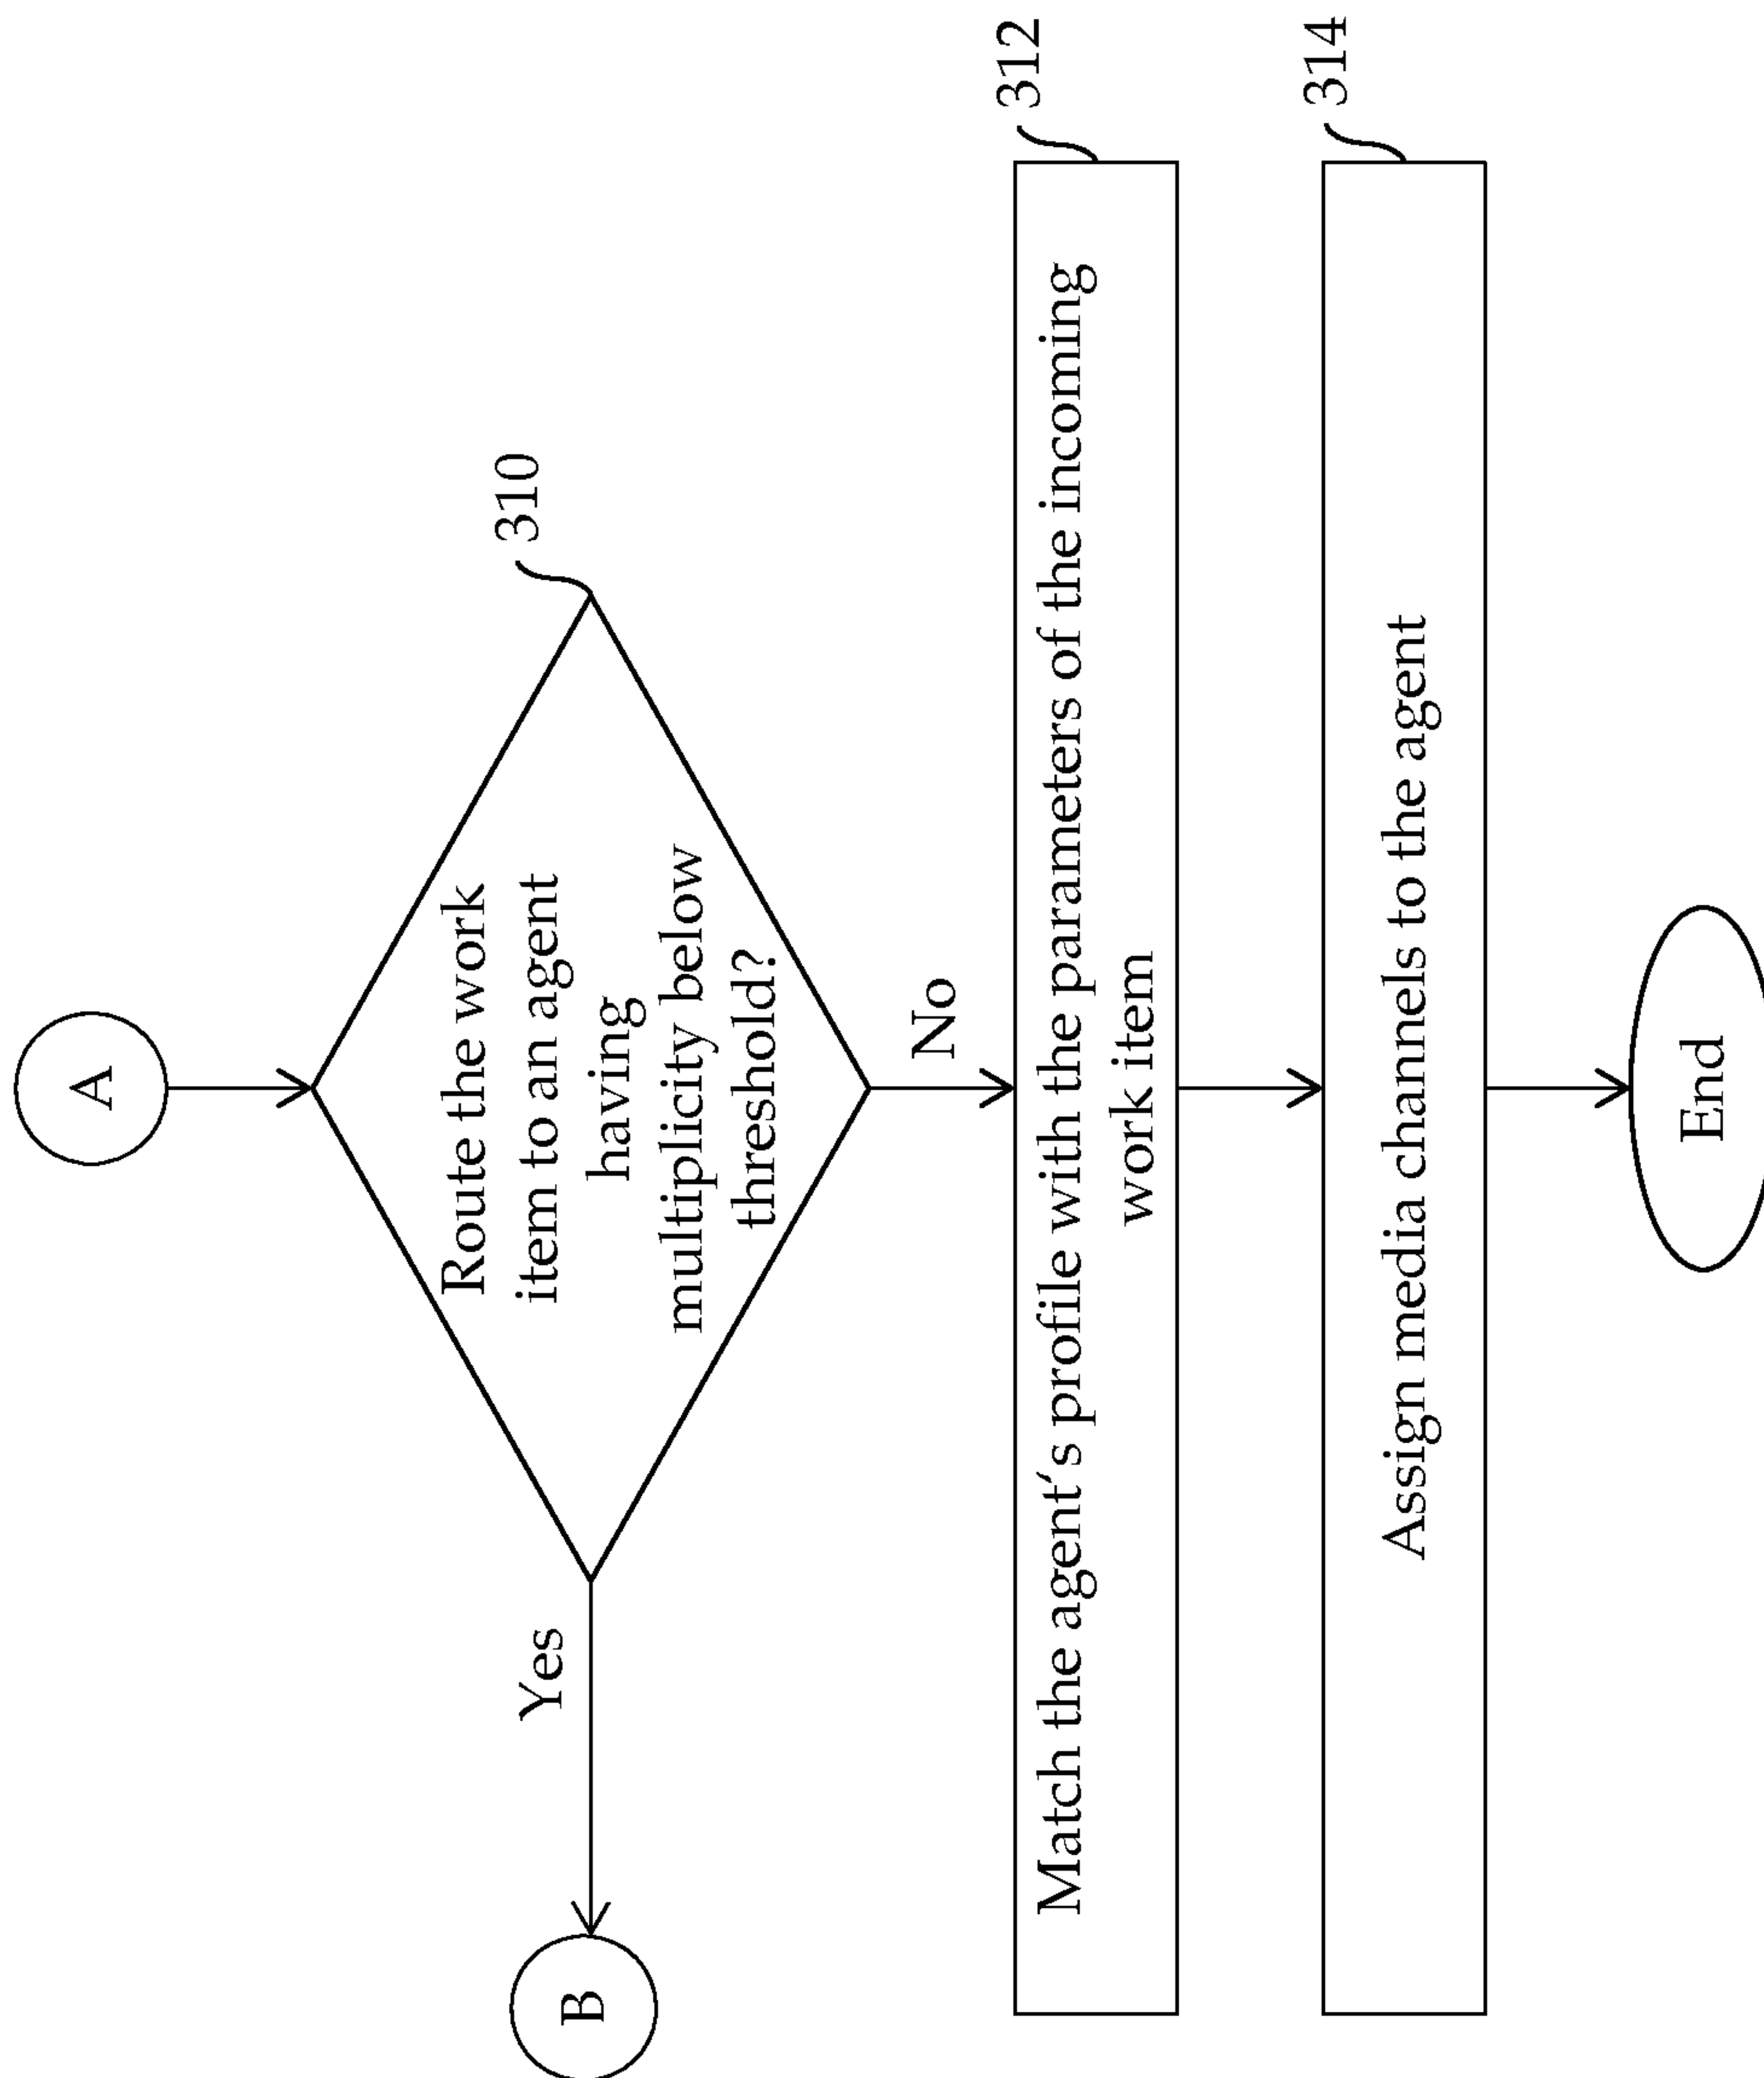 A
310
Route the work
item to an agent
having
multiplicity below
threshold?
Yes
B
No
312
Match the agent's profile with the parameters of the incoming
work item
314
Assign media channels to the agent
End